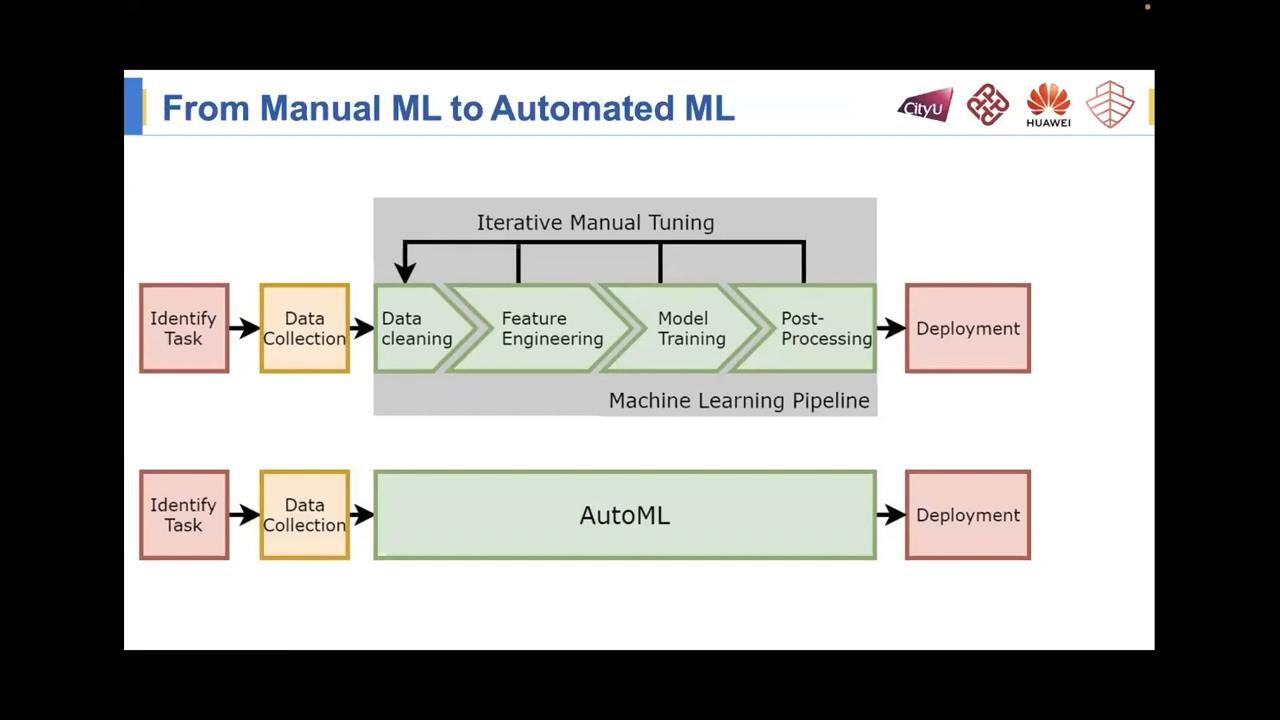 From Manual ML to Automated ML
CityU
HUAWEI
Iterative Manual Tuning
Identify
Task
Data
Collection
Data
cleaning
Feature
Engineering
Model
Training
Post-
Processing
Deployment
Machine Learning Pipeline
Identify
Task
Data
Collection
AutoML
Deployment